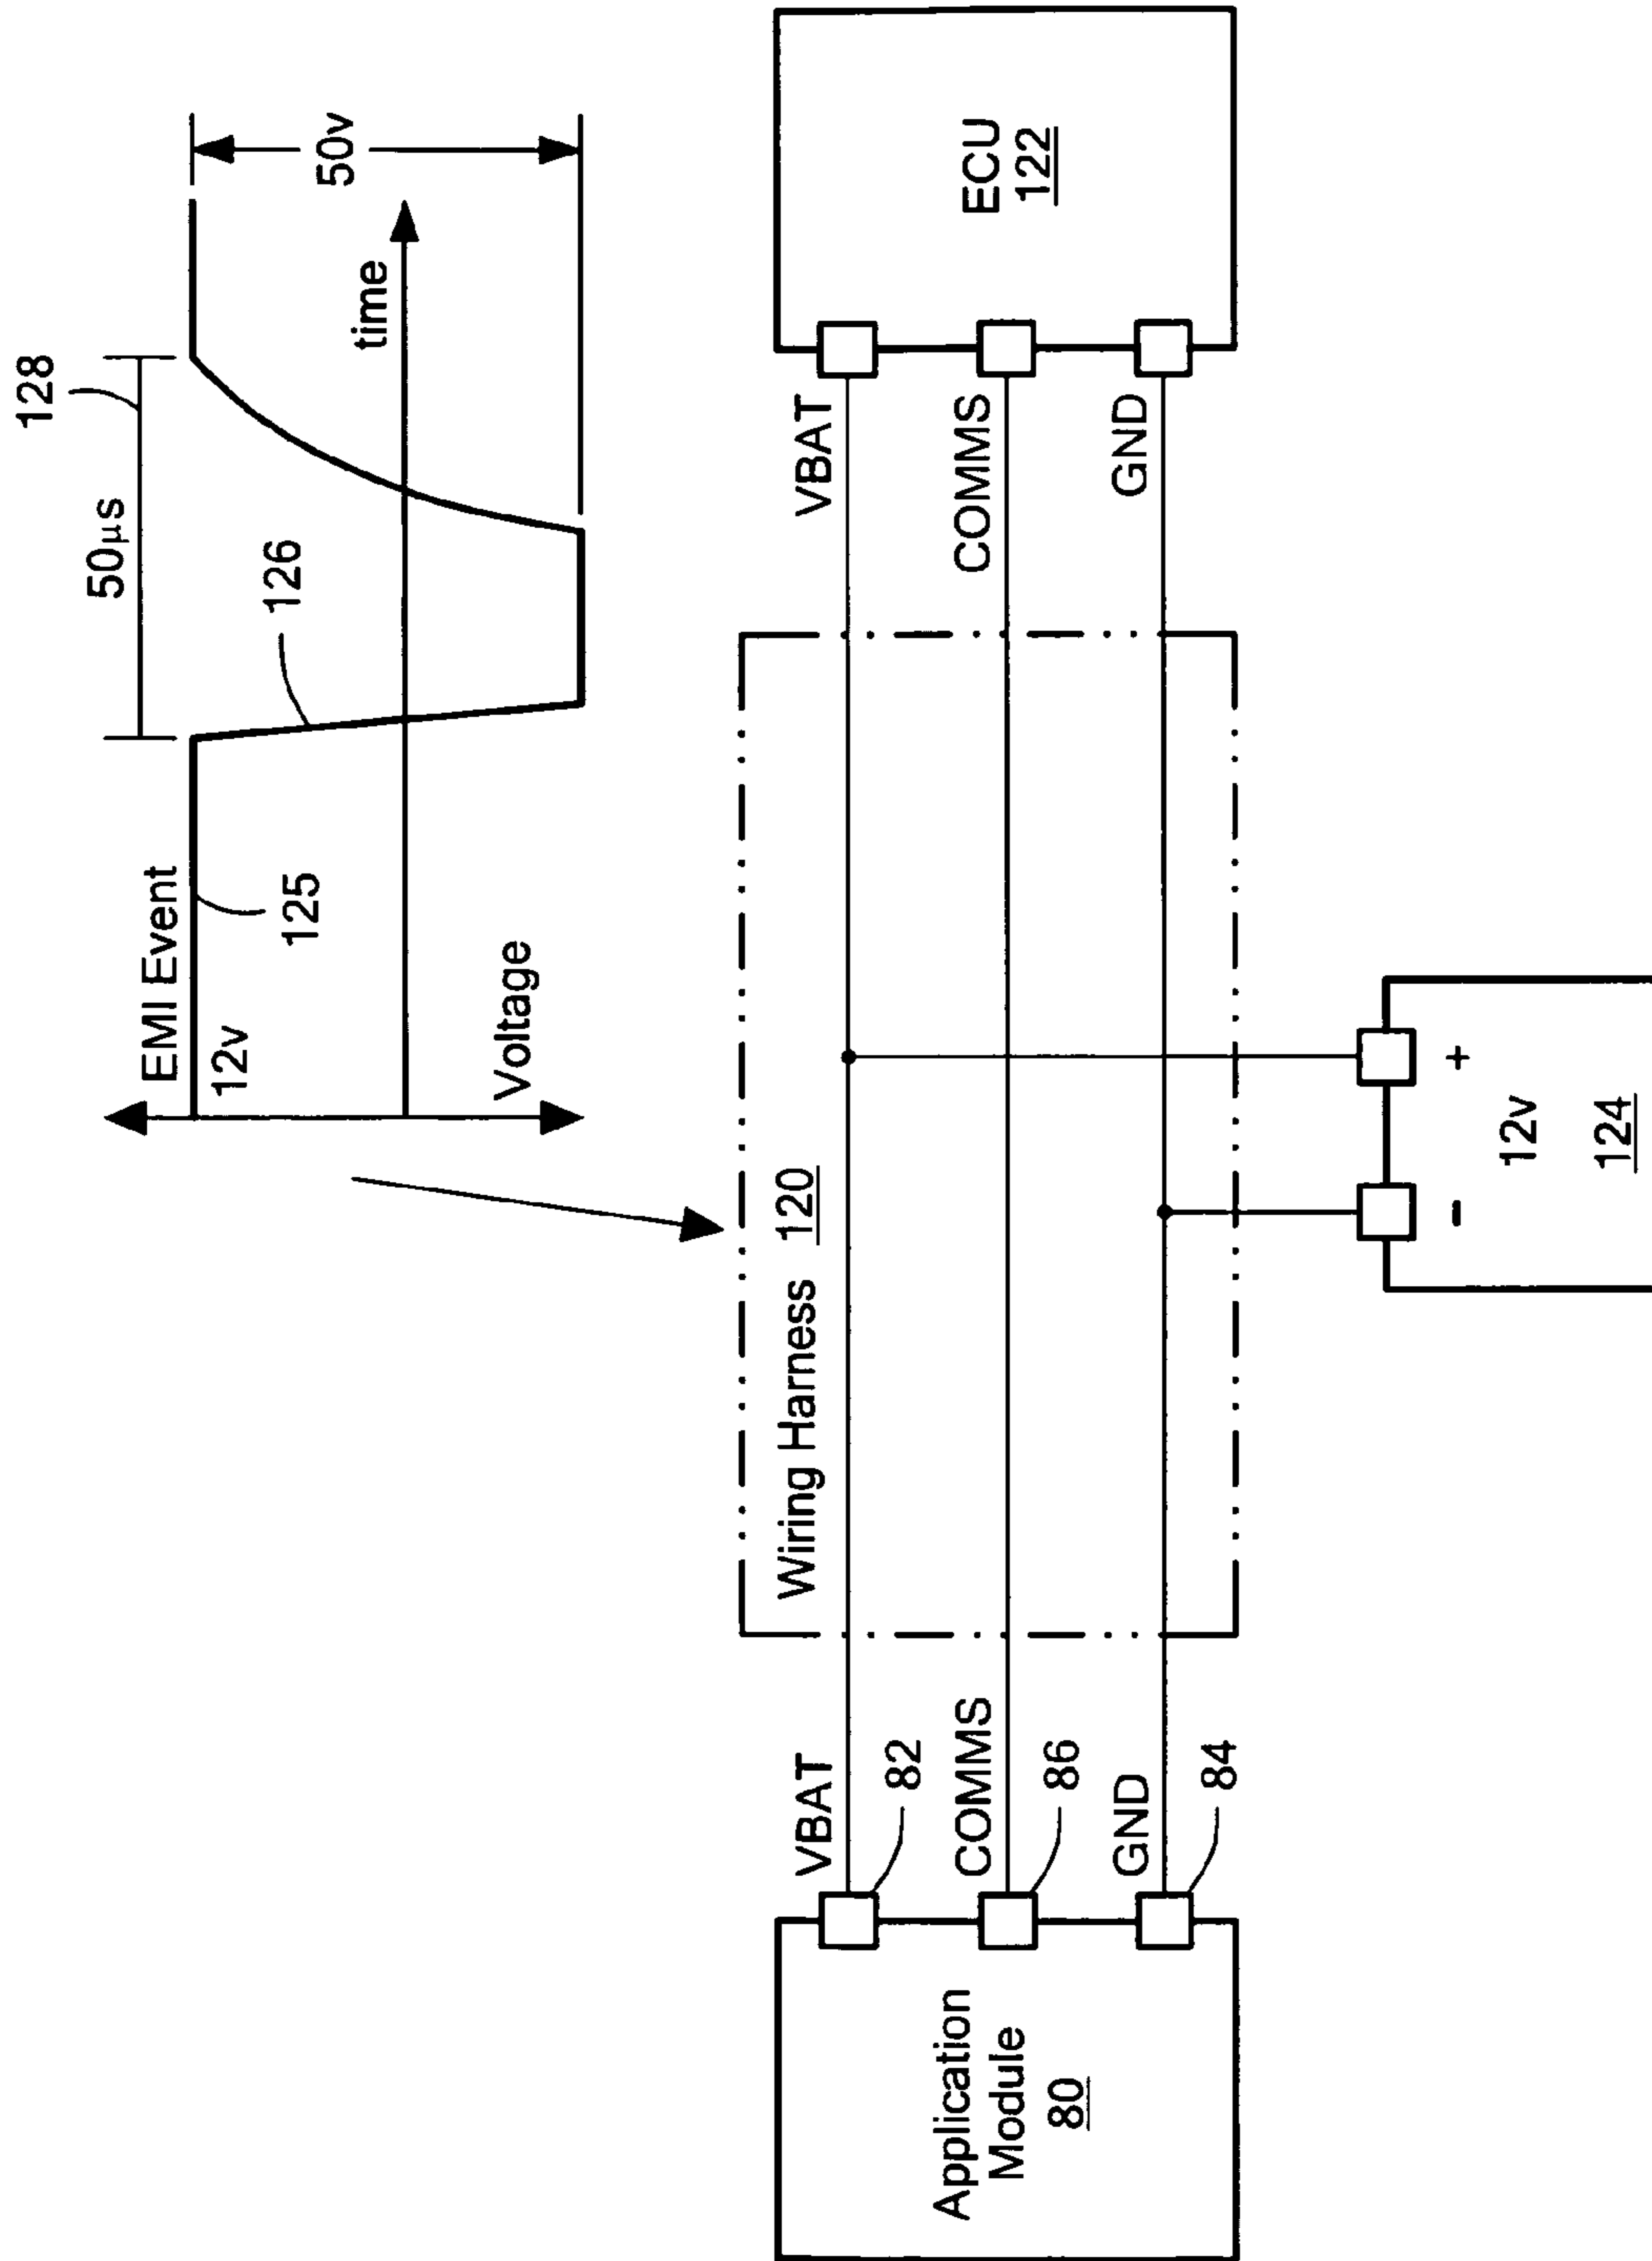 128
50µs
EMI Event
12v
125
126
time
50v
Voltage
Wiring Harness 120
VBAT
82
COMMS
86
GND
84
Application
Module
80
VBAT
COMMS
GND
ECU
122
-
+
12v
124